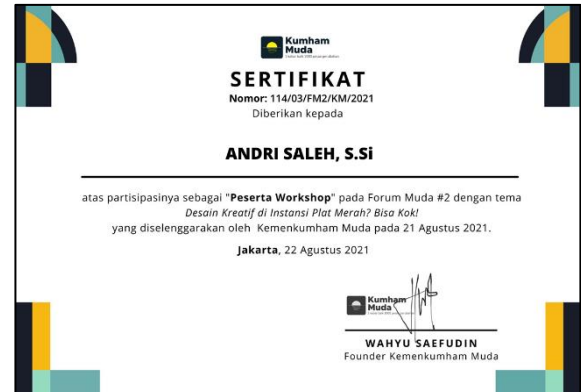 Kumham
Muda
SERTIFIKAT
Nomor: 114/03/FM2/KM/2021
Diberikan kepada
ANDRI SALEH, S.Si
atas partisipasinya sebagai "Peserta Workshop" pada Forum Muda #2 dengan tema
Desain Kreatif di Instansi Plat Merah? Bisa Kok!
yang diselenggarakan oleh Kemenkumham Muda pada 21 Agustus 2021.
Jakarta, 22 Agustus 2021
Kumham
Muda
WAHYU SAEFUDIN
Founder Kemenkumham Muda